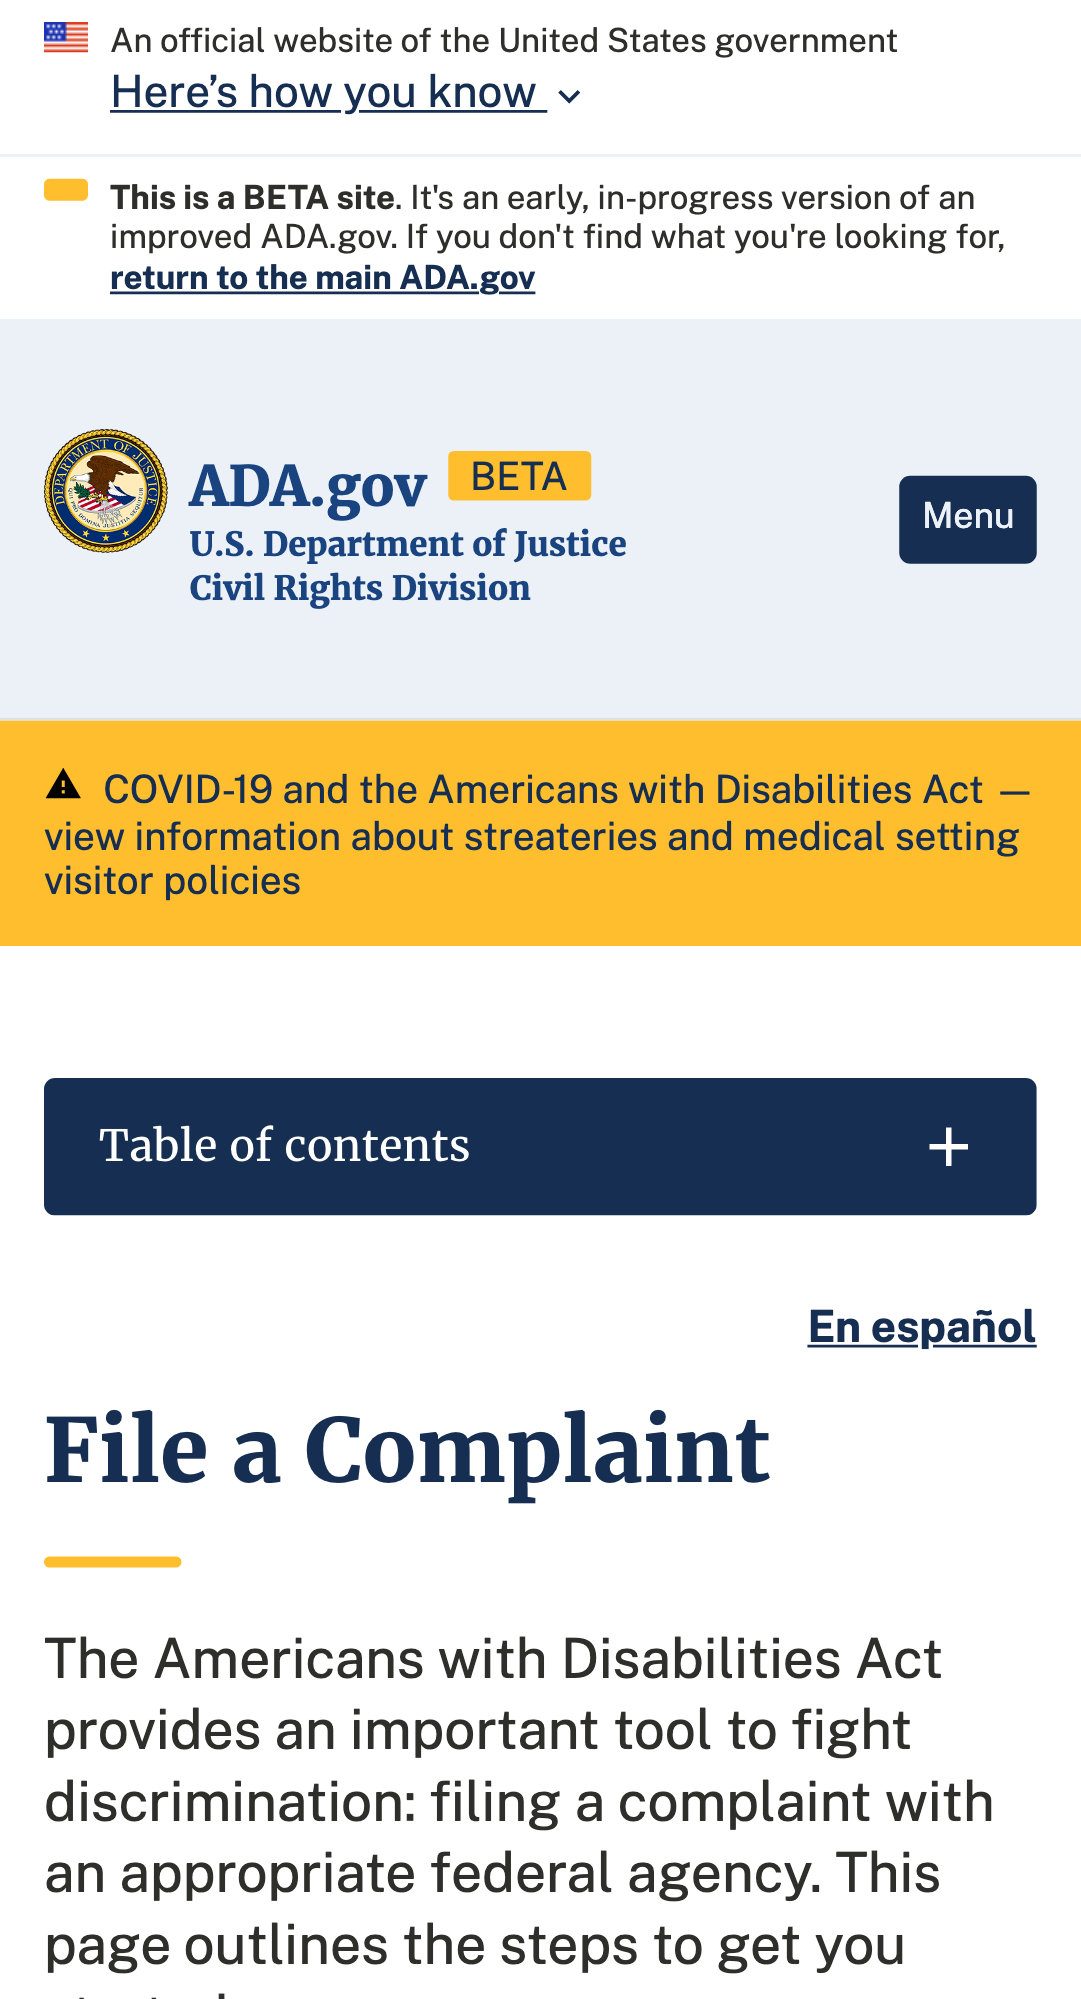 An official website of the United States government
Here’s how you know
This is a BETA site. It's an early, in-progress version of an
improved ADA.gov. If you don't find what you're looking for,
return to the main ADA.gov
DEPARTMENT OF JUSTICE
ADA.gov BETA
U.S. Department of Justice
Civil Rights Division
Menu
COVID-19 and the Americans with Disabilities Act —
view information about streateries and medical setting
visitor policies
Table of contents
En español
File a Complaint
The Americans with Disabilities Act
provides an important tool to fight
discrimination: filing a complaint with
an appropriate federal agency. This
page outlines the steps to get you